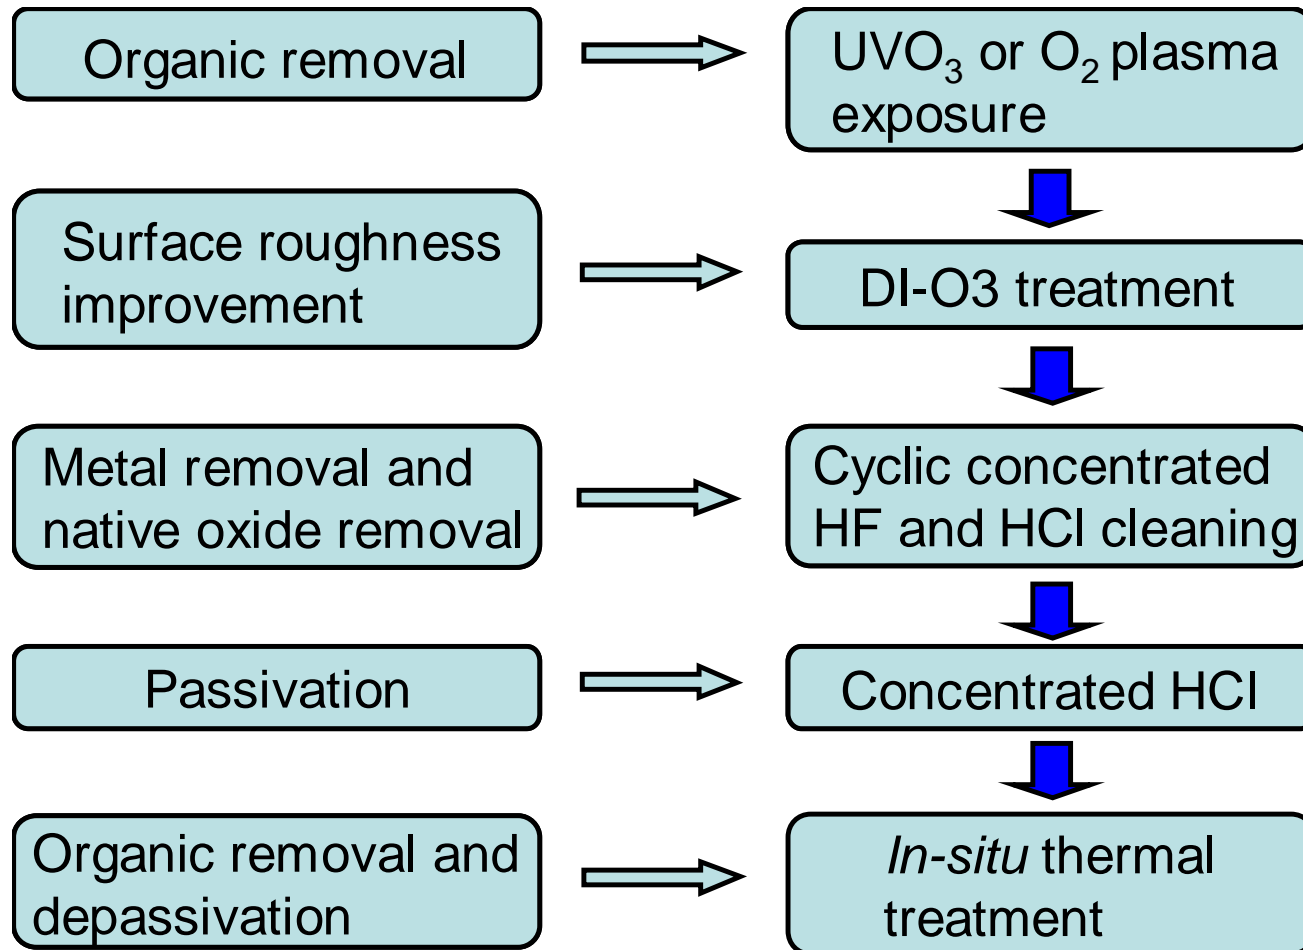 Organic removal
UVO₃ or O₂ plasma
exposure
Surface roughness
improvement
DI-O3 treatment
Metal removal and
native oxide removal
Cyclic concentrated
HF and HCl cleaning
Passivation
Concentrated HCl
Organic removal and
depassivation
In-situ thermal
treatment